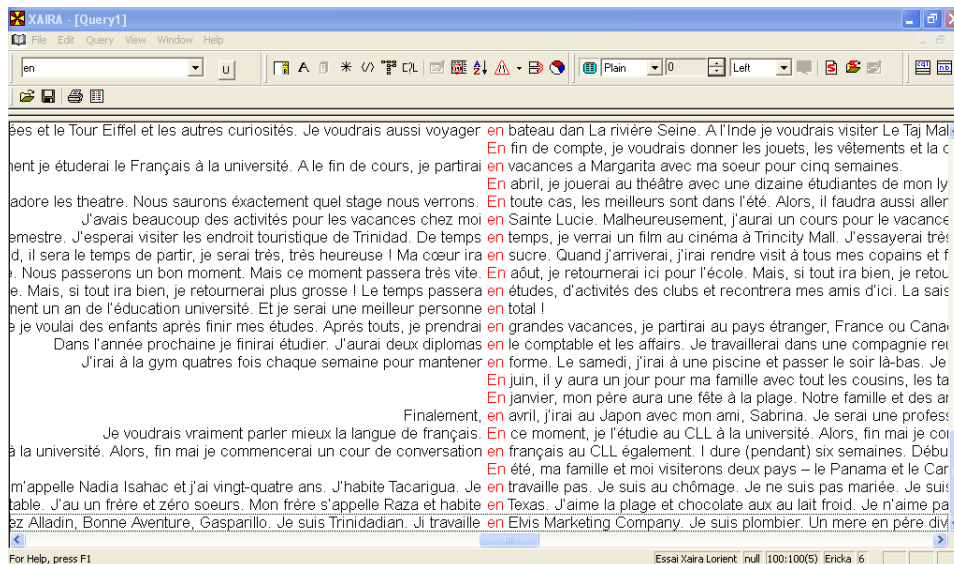 XAIRA - [Query1]
File Edit Query View Window Help
en U A Plain 0 Left
ées et le Tour Eiffel et les autres curiosités. Je voudrais aussi voyager en bateau dan La rivière Seine. A l'Inde je voudrais visiter Le Taj Mal
En fin de compte, je voudrais donner les jouets, les vêtements et la c
nent je étuderai le Français à la université. A le fin de cours, je partirai en vacances a Margarita avec ma soeur pour cinq semaines.
En abril, je jouerai au théâtre avec une dizaine étudiantes de mon ly
adore les theatre. Nous saurons éxactement quel stage nous verrons. En toute cas, les meilleurs sont dans l'été. Alors, il faudra aussi aller
J'avais beaucoup des activités pour les vacances chez moi en Sainte Lucie. Malheureusement, j'aurai un cours pour le vacance
emestre. J'esperai visiter les endroit touristique de Trinidad. De temps en temps, je verrai un film au cinéma à Trincity Mall. J'essayerai très
d, il sera le temps de partir, je serai très, très heureuse ! Ma cœur ira en sucre. Quand j'arriverai, j'irai rendre visit à tous mes copains et f
. Nous passerons un bon moment. Mais ce moment passera très vite. En aôut, je retournerai ici pour l'école. Mais, si tout ira bien, je retou
e. Mais, si tout ira bien, je retournerai plus grosse ! Le temps passera en études, d'activités des clubs et recontrera mes amis d'ici. La sais
nent un an de l'éducation université. Et je serai une meilleur personne en total !
e je voulai des enfants après finir mes études. Après touts, je prendrai en grandes vacances, je partirai au pays étranger, France ou Cana
Dans l'année prochaine je finirai étudier. J'aurai deux diplomas en le comptable et les affairs. Je travaillerai dans une compagnie re
J'irai à la gym quatres fois chaque semaine pour mantener en forme. Le samedi, j'irai à une piscine et passer le soir là-bas. Je
En juin, il y aura un jour pour ma famille avec tout les cousins, les ta
En janvier, mon père aura une fête à la plage. Notre famille et des ar
Finalement, en avril, j'irai au Japon avec mon ami, Sabrina. Je serai une profess
Je voudrais vraiment parler mieux la langue de français. En ce moment, je l'étudie au CLL à la université. Alors, fin mai je cor
à la université. Alors, fin mai je commencerai un cour de conversation en français au CLL également. I dure (pendant) six semaines. Débu
En été, ma famille et moi visiterons deux pays – le Panama et le Car
m'appelle Nadia Isahac et j'ai vingt-quatre ans. J'habite Tacarigua. Je en travaille pas. Je suis au chômage. Je ne suis pas mariée. Je suis
table. J'au un frère et zéro soeurs. Mon frère s'appelle Raza et habite en Texas. J'aime la plage et chocolate aux au lait froid. Je n'aime pa
ez Alladin, Bonne Aventure, Gasparillo. Je suis Trinidadian. Ji travaille en Elvis Marketing Company. Je suis plombier. Un mere en père div
For Help, press F1 Essai Xaira Lorient null 100:100(5) Ericka 6